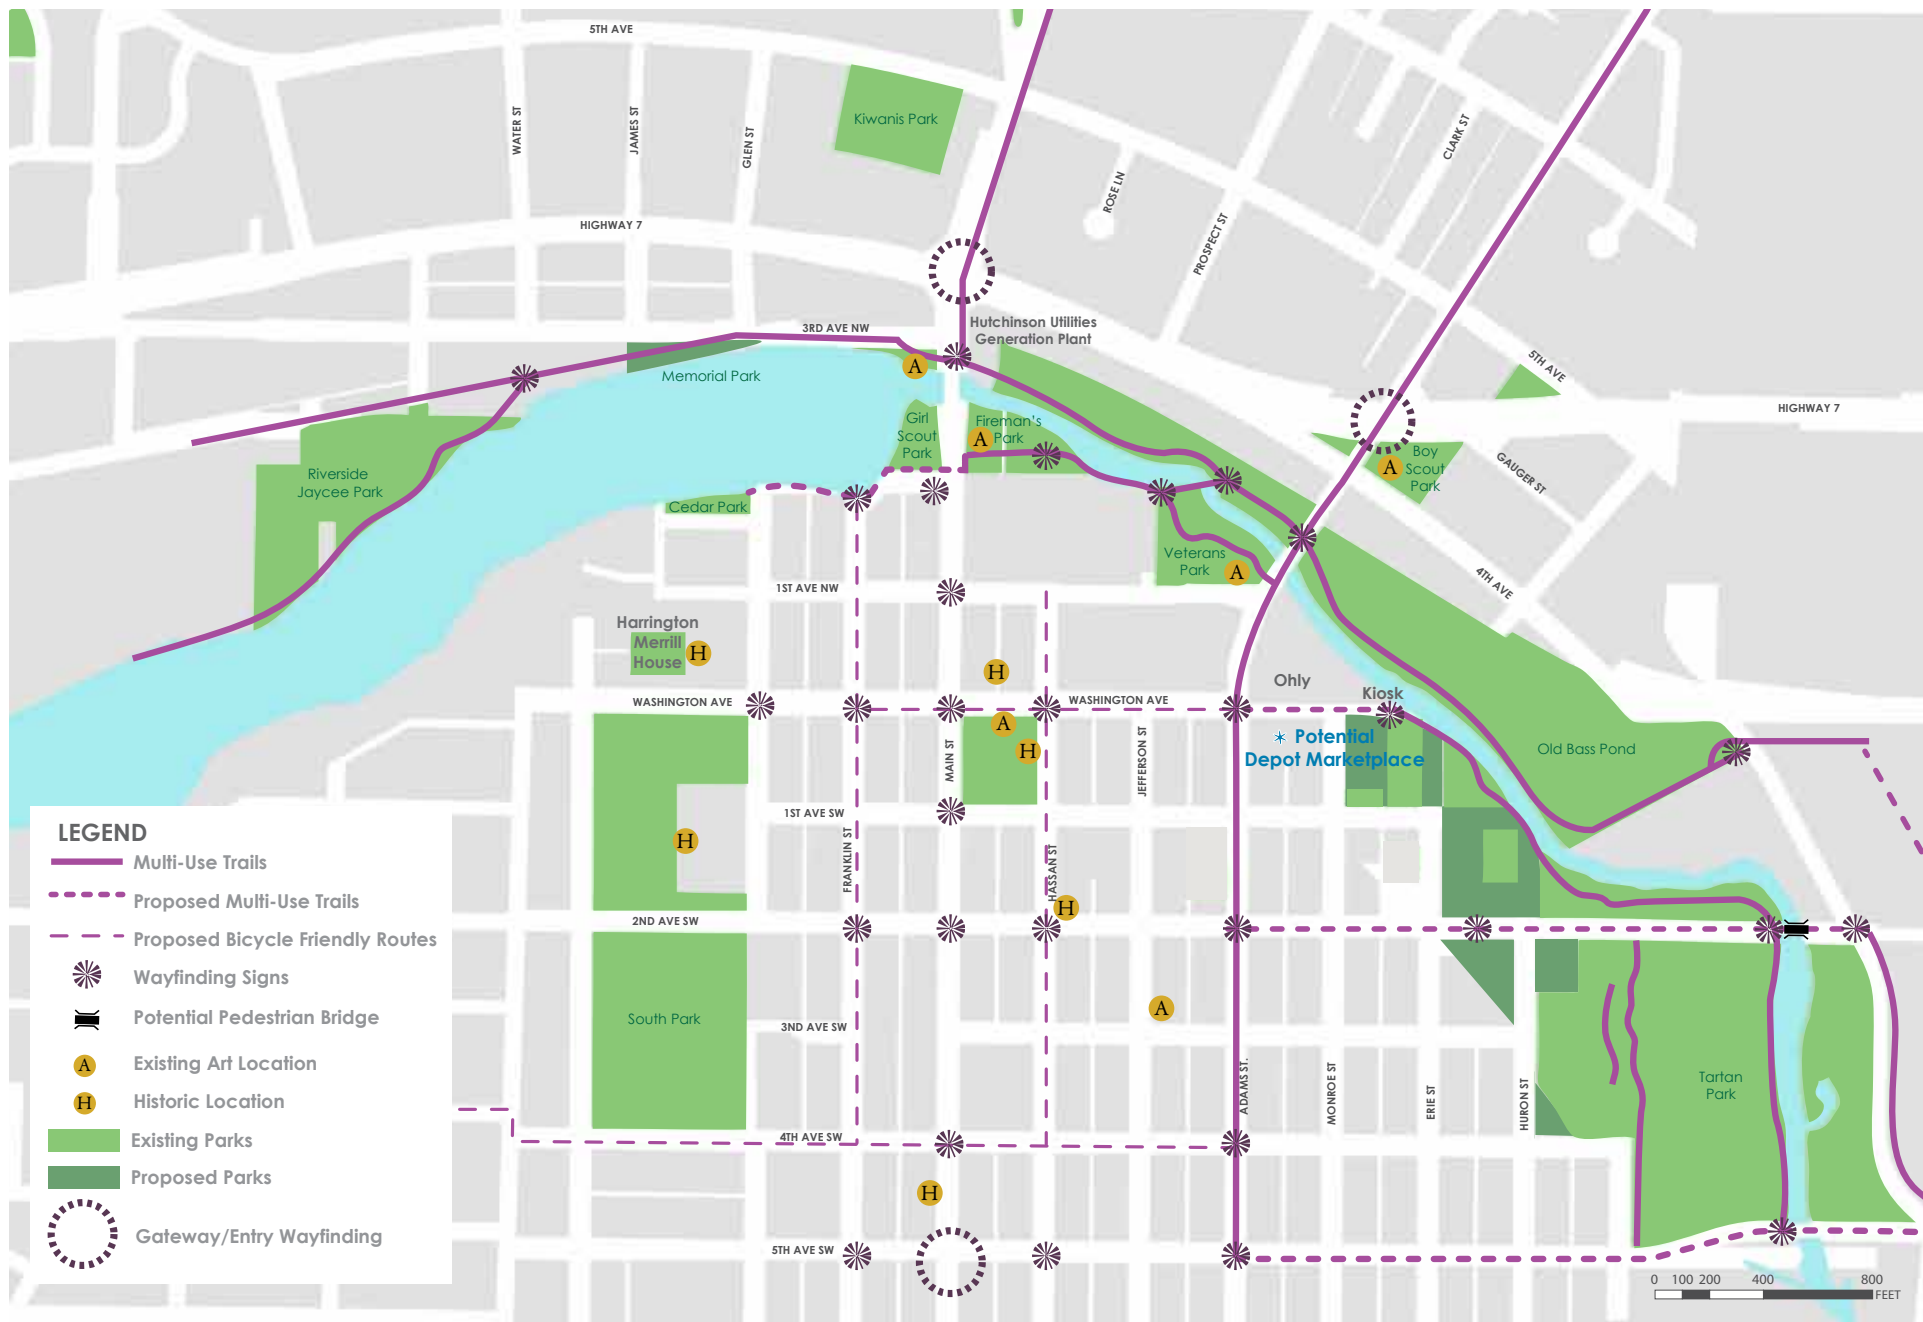 5TH AVE
WATER ST
JAMES ST
GLEN ST
Kiwanis Park
CLARK ST
ROSE LN
PROSPECT ST
HIGHWAY 7
3RD AVE NW
Hutchinson Utilities
Generation Plant
Memorial Park
A
5TH AVE
HIGHWAY 7
Girl
Scout
Park
Fireman's
Park
A
Boy
Scout
Park
A
GAUGER ST
Riverside
Jaycee Park
Cedar Park
Veterans
Park
A
4TH AVE
1ST AVE NW
Harrington
Merrill
House
H
H
Ohly
Kiosk
WASHINGTON AVE
WASHINGTON AVE
A
H
Potential
Depot Marketplace
Old Bass Pond
MAIN ST
JEFFERSON ST
1ST AVE SW
H
FRANKLIN ST
HASSAN ST
H
2ND AVE SW
South Park
3ND AVE SW
A
ADAMS ST.
MONROE ST
ERIE ST
HURON ST
Tartan
Park
4TH AVE SW
H
5TH AVE SW
LEGEND
Multi-Use Trails
Proposed Multi-Use Trails
Proposed Bicycle Friendly Routes
Wayfinding Signs
Potential Pedestrian Bridge
A Existing Art Location
H Historic Location
Existing Parks
Proposed Parks
Gateway/Entry Wayfinding
0 100 200 400 800
FEET